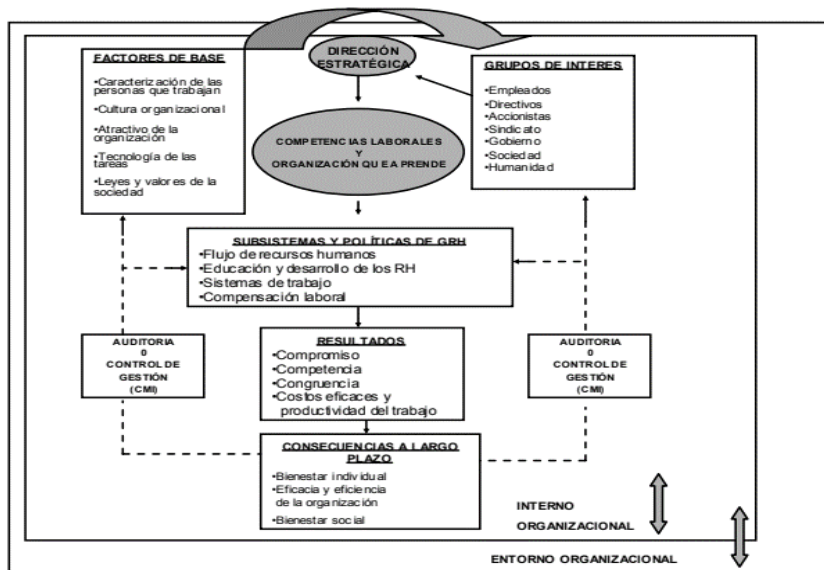 FACTORES DE BASE
•Caracterización de las
personas que trabajan
•Cultura organizacional
•Atractivo de la
organización
•Tecnología de las
tareas
•Leyes y valores de la
sociedad
DIRECCIÓN
ESTRATÉGICA
GRUPOS DE INTERES
•Empleados
•Directivos
•Accionistas
•Sindicato
•Gobierno
•Sociedad
•Humanidad
COMPETENCIAS LABORALES
Y
ORGANIZACIÓN QU E A PRENDE
SUBSISTEMAS Y POLÍTICAS DE GRH
•Flujo de recursos humanos
•Educación y desarrollo de los RH
•Sistemas de trabajo
•Compensación laboral
AUDITORIA
0
CONTROL DE
GESTIÓN
(CMI)
RESULTADOS
•Compromiso
•Competencia
•Congruencia
•Costos eficaces y
productividad del trabajo
AUDITORIA
0
CONTROL DE
GESTIÓN
(CMI)
CONSECUENCIAS A LARGO
PLAZO
•Bienestar individual
•Eficacia y eficiencia
de la organización
•Bienestar social
INTERNO
ORGANIZACIONAL
ENTORNO ORGANIZACIONAL